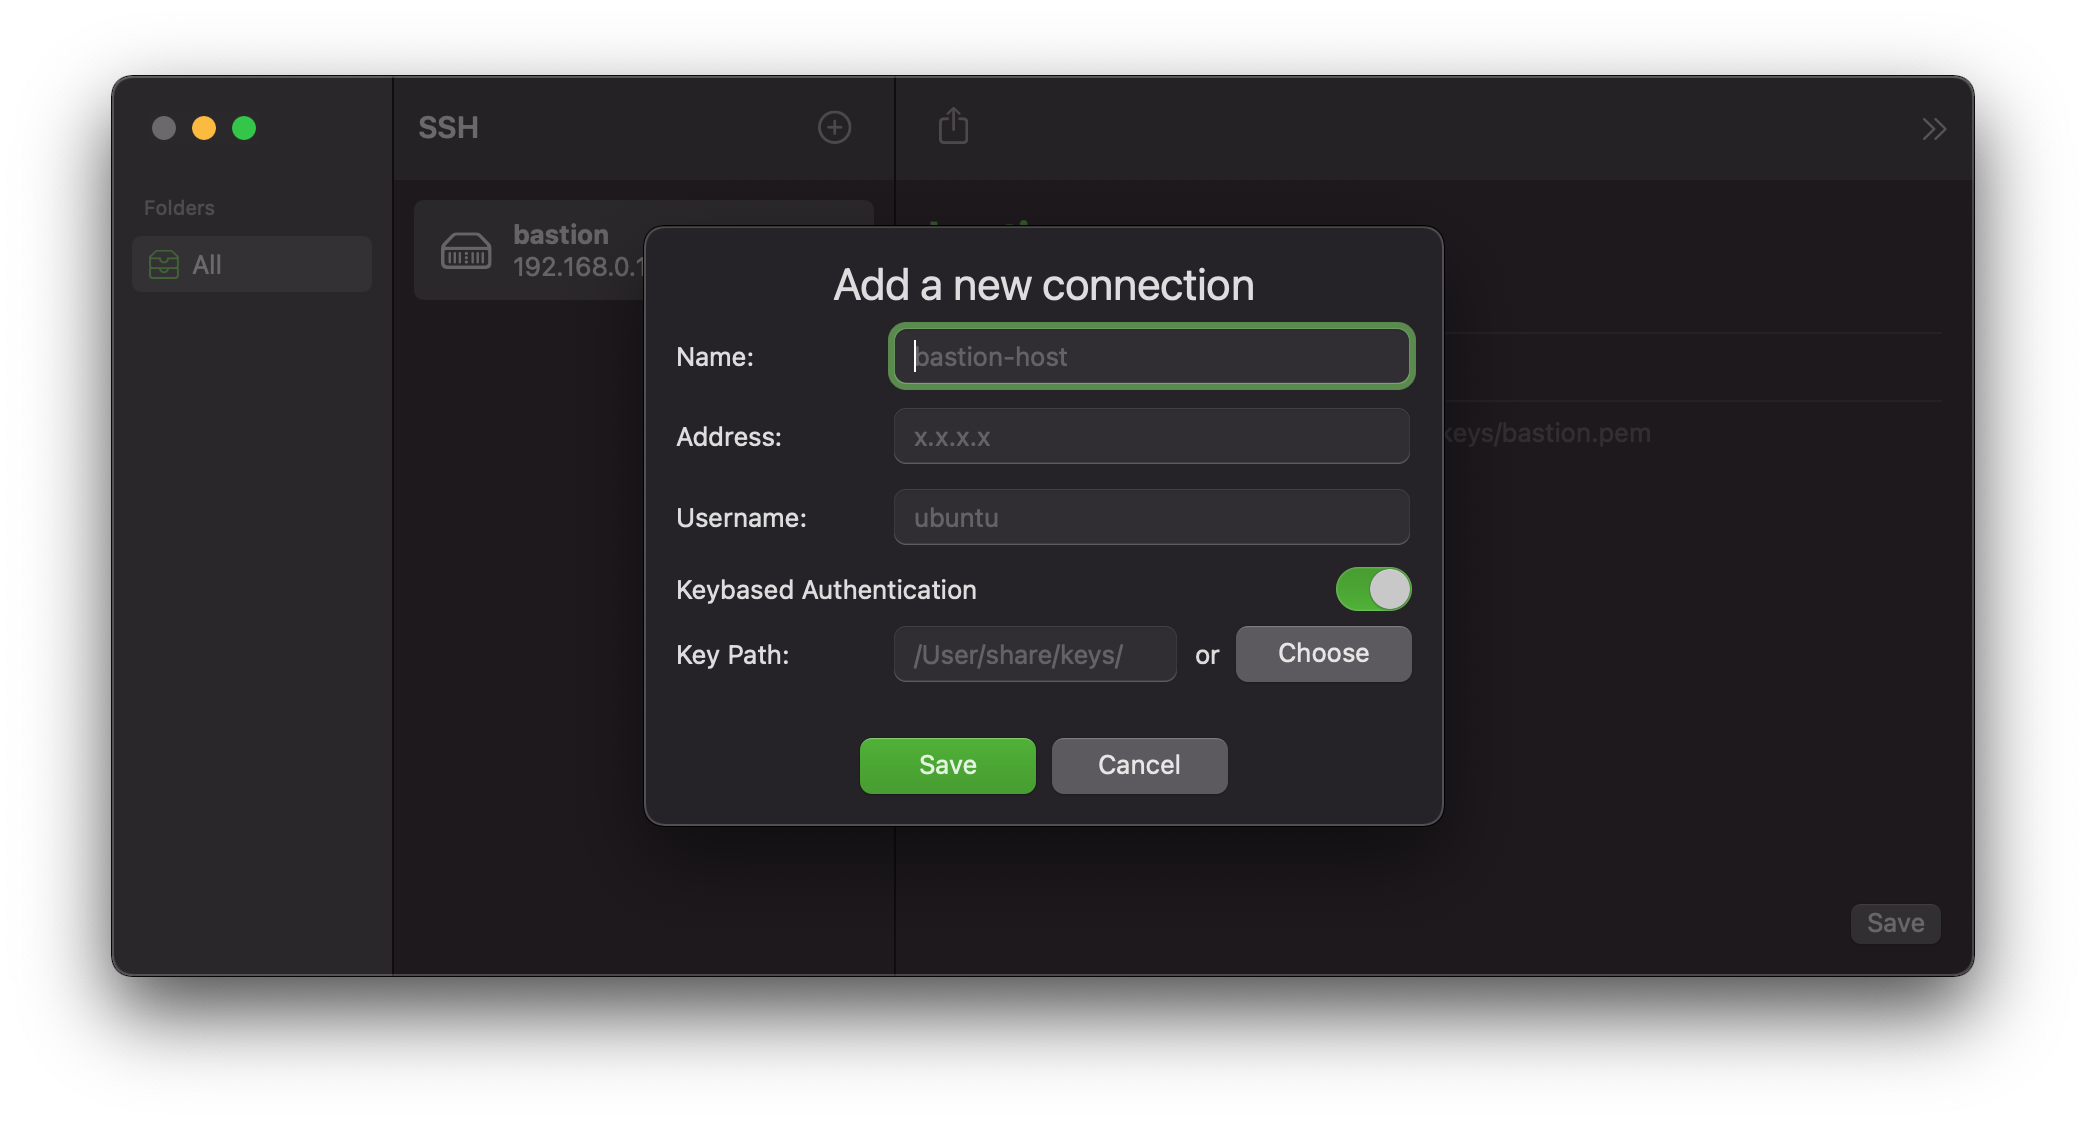 SSH
Folders
All
bastion
192.168.0.1
Add a new connection
Name:
bastion-host
Address:
x.x.x.x
Username:
ubuntu
Keybased Authentication
Key Path:
/User/share/keys/
or
Choose
Save
Cancel
keys/bastion.pem
Save